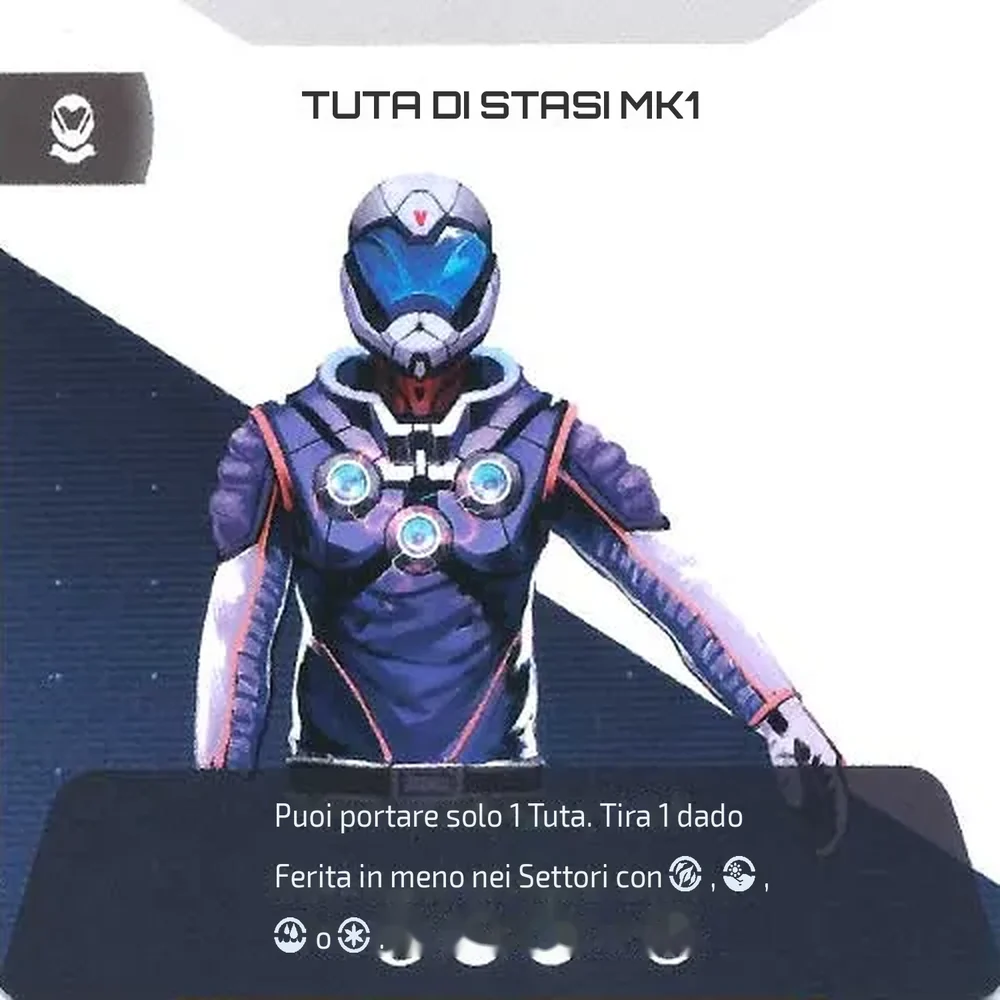 TUTA DI STASI MK1
Puoi portare solo 1 Tuta. Tira 1 dado
Ferita in meno nei Settori con , ,
o .